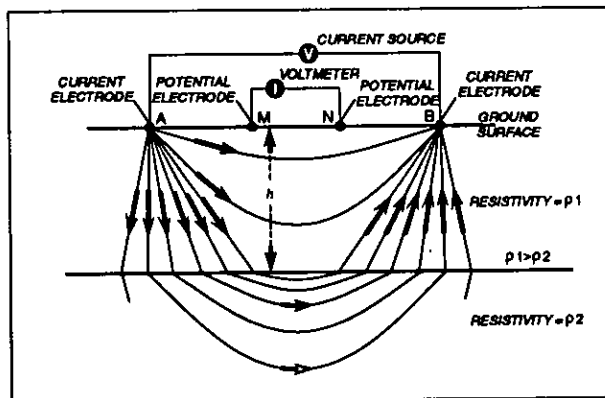 V CURRENT SOURCE
CURRENT ELECTRODE
POTENTIAL ELECTRODE
I VOLTMETER
POTENTIAL ELECTRODE
CURRENT ELECTRODE
A M N B
GROUND SURFACE
h
RESISTIVITY = ρ1
ρ1>ρ2
RESISTIVITY = ρ2